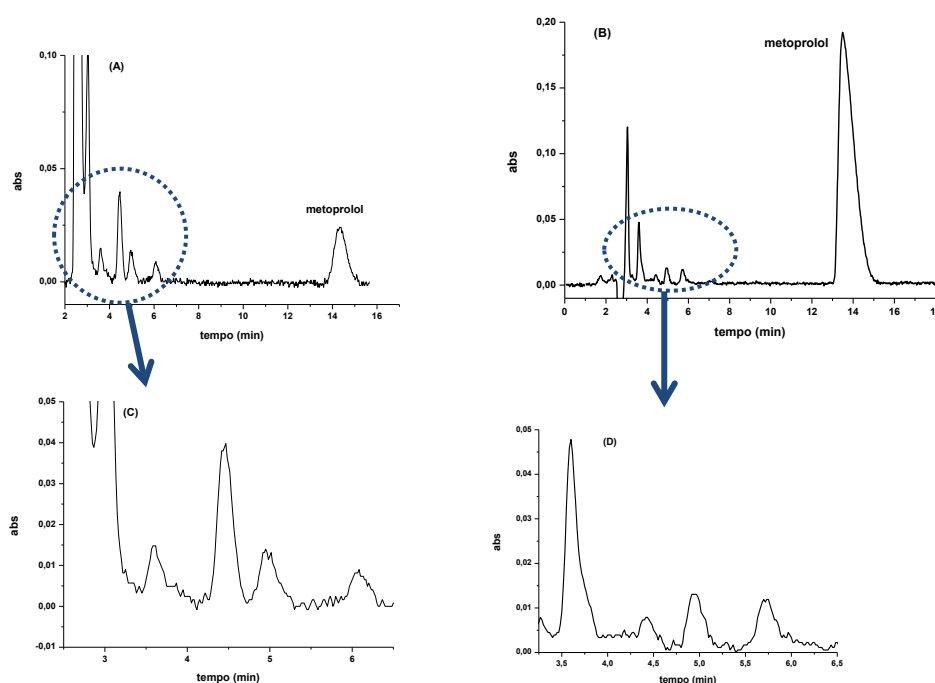 (A)
metoprolol
abs
0,10
0,05
0,00
2 4 6 8 10 12 14 16
tempo (min)
(B)
metoprolol
abs
0,20
0,15
0,10
0,05
0,00
0 2 4 6 8 10 12 14 16 18
tempo (min)
(C)
abs
0,05
0,04
0,03
0,02
0,01
0,00
-0,01
3 4 5 6
tempo (min)
(D)
abs
0,05
0,04
0,03
0,02
0,01
0,00
3,5 4,0 4,5 5,0 5,5 6,0 6,5
tempo (min)